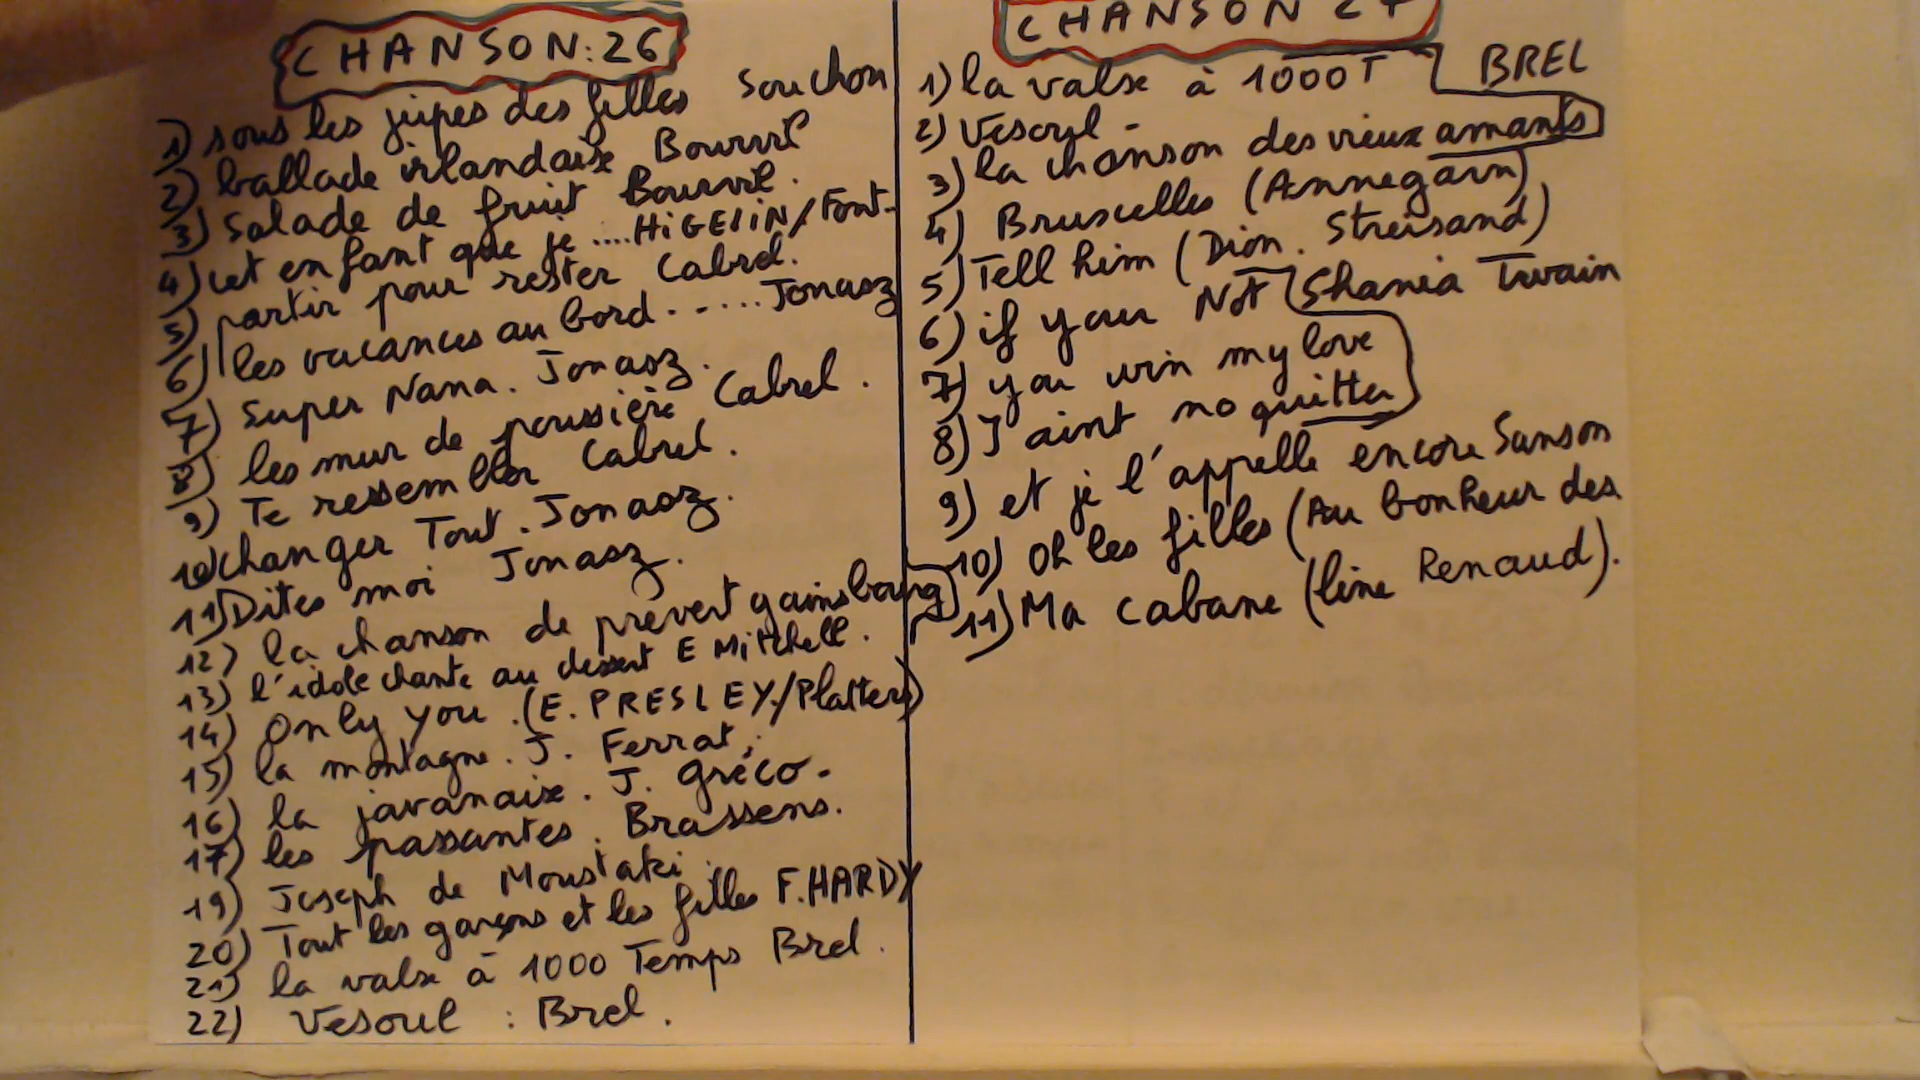 CHANSON:26
1) sous les jupes des filles Souchon
2) ballade irlandaise Bourvil
3) Salade de fruit Bourvil.
4) cet enfant que je ....HiGEliN/Font-
5) partir pour rester Cabrel.
6) les vacances au bord ...... Jonasz
7) Super Nana. Jonasz.
8) les mur de poussière Cabrel.
9) Te ressembler Cabrel.
10) changer Tout. Jonasz.
11) Dites moi Jonasz.
12) la chanson de prevert gainsbourg
13) l'idole chante au dessert E Mitchell.
14) Only you .(E. PRESLEY./Platters)
15) la montagne. J. Ferrat,.
16) la javanaise. J. gréco.
17) les passantes. Brassens.
19) Joseph de Moustaki.
20) Tout les garçons et les filles F.HARDY
21) la valse à 1000 Temps Brel.
22) Vesoul : Brel.
CHANSON 27
1) la valse à 1000T BREL
2) Vesoul -
3) la chanson des vieux amants
4) Bruxelles (Annegarn)
5) Tell him (Dion. Streisand)
6) if your Not Shania Twain
7) you win my love
8) I aint no quitter
9) et je l'appelle encore Sanson
10) Oh les filles (Au bonheur des
11) Ma cabane (line Renaud).